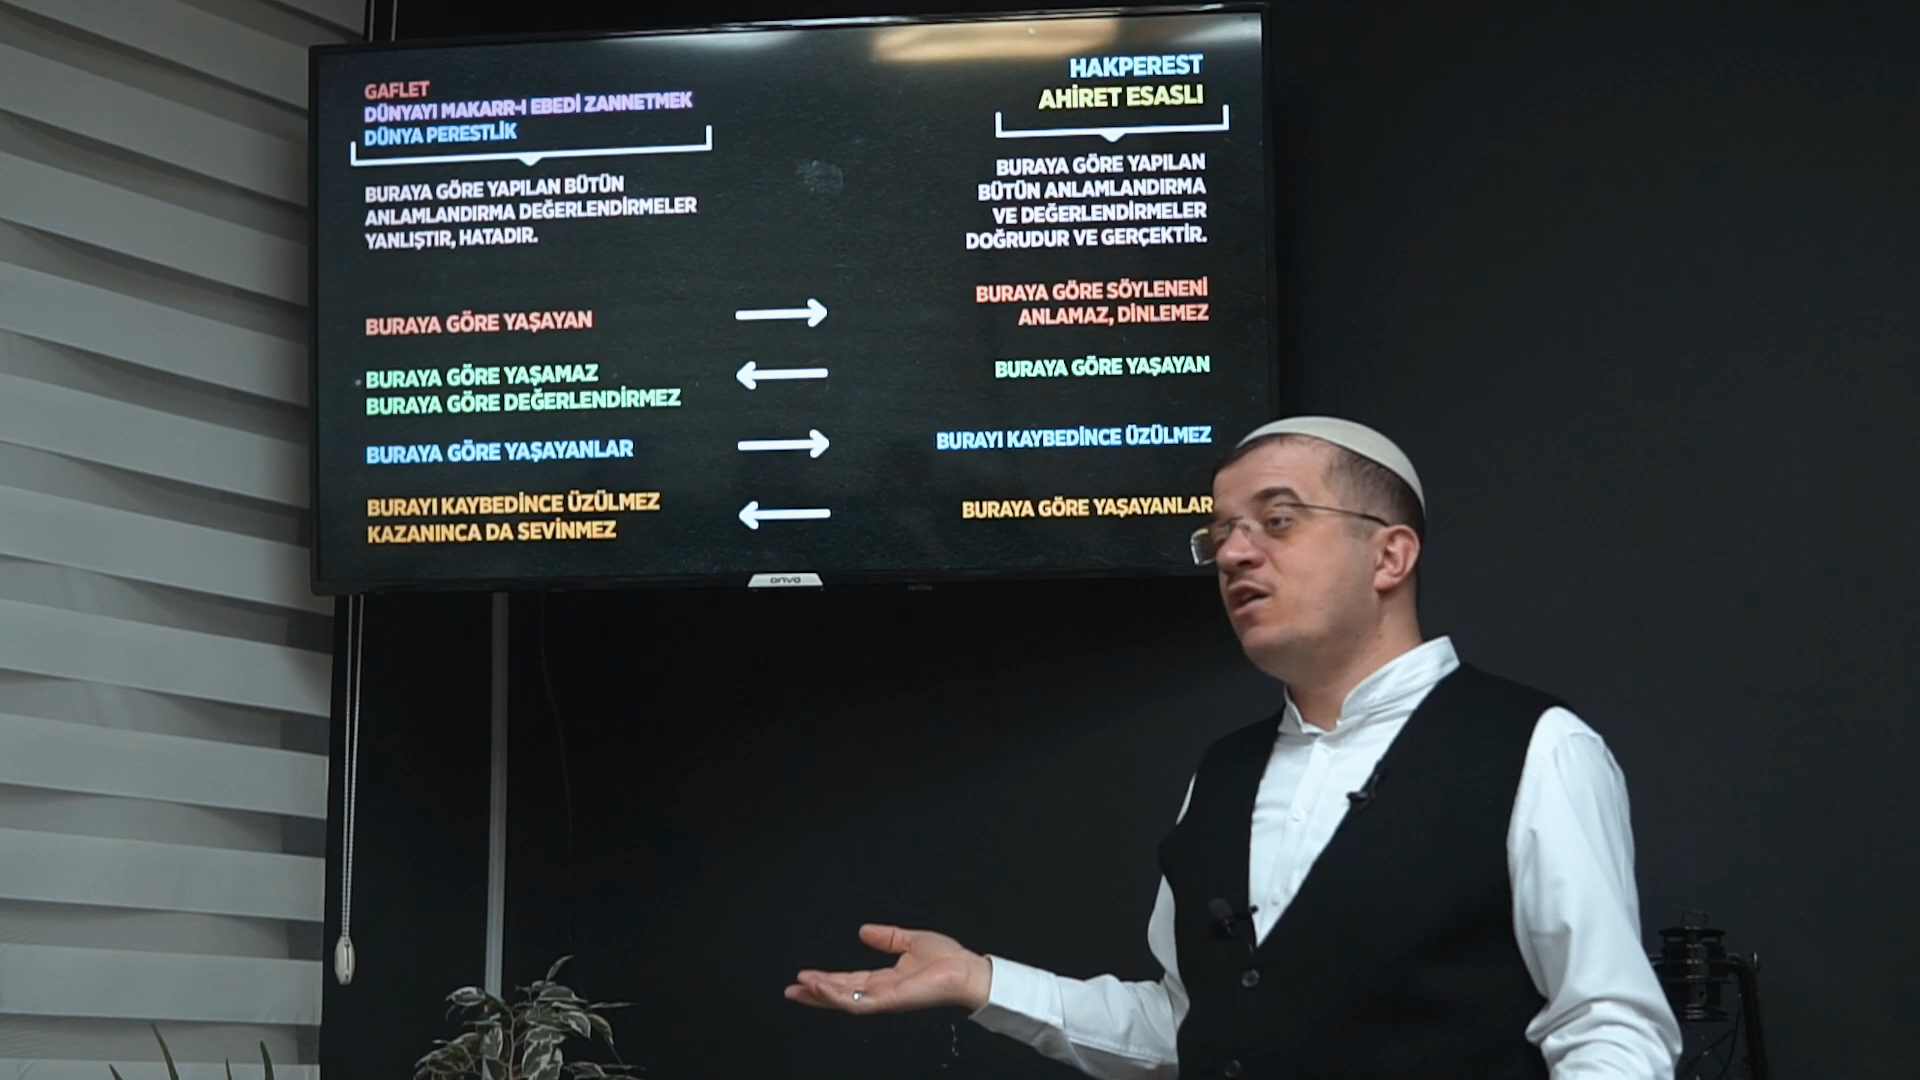 GAFLET
DÜNYAYI MAKARR-I EBEDİ ZANNETMEK
DÜNYA PERESTLİK
BURAYA GÖRE YAPILAN BÜTÜN
ANLAMLANDIRMA DEĞERLENDİRMELER
YANLIŞTIR, HATADIR.
HAKPEREST
AHİRET ESASLI
BURAYA GÖRE YAPILAN
BÜTÜN ANLAMLANDIRMA
VE DEĞERLENDİRMELER
DOĞRUDUR VE GERÇEKTİR.
BURAYA GÖRE YAŞAYAN
BURAYA GÖRE SÖYLENENİ
ANLAMAZ, DİNLEMEZ
BURAYA GÖRE YAŞAMAZ
BURAYA GÖRE DEĞERLENDİRMEZ
BURAYA GÖRE YAŞAYAN
BURAYA GÖRE YAŞAYANLAR
BURAYI KAYBEDİNCE ÜZÜLMEZ
BURAYI KAYBEDİNCE ÜZÜLMEZ
KAZANINCA DA SEVİNMEZ
BURAYA GÖRE YAŞAYANLAR
onvo